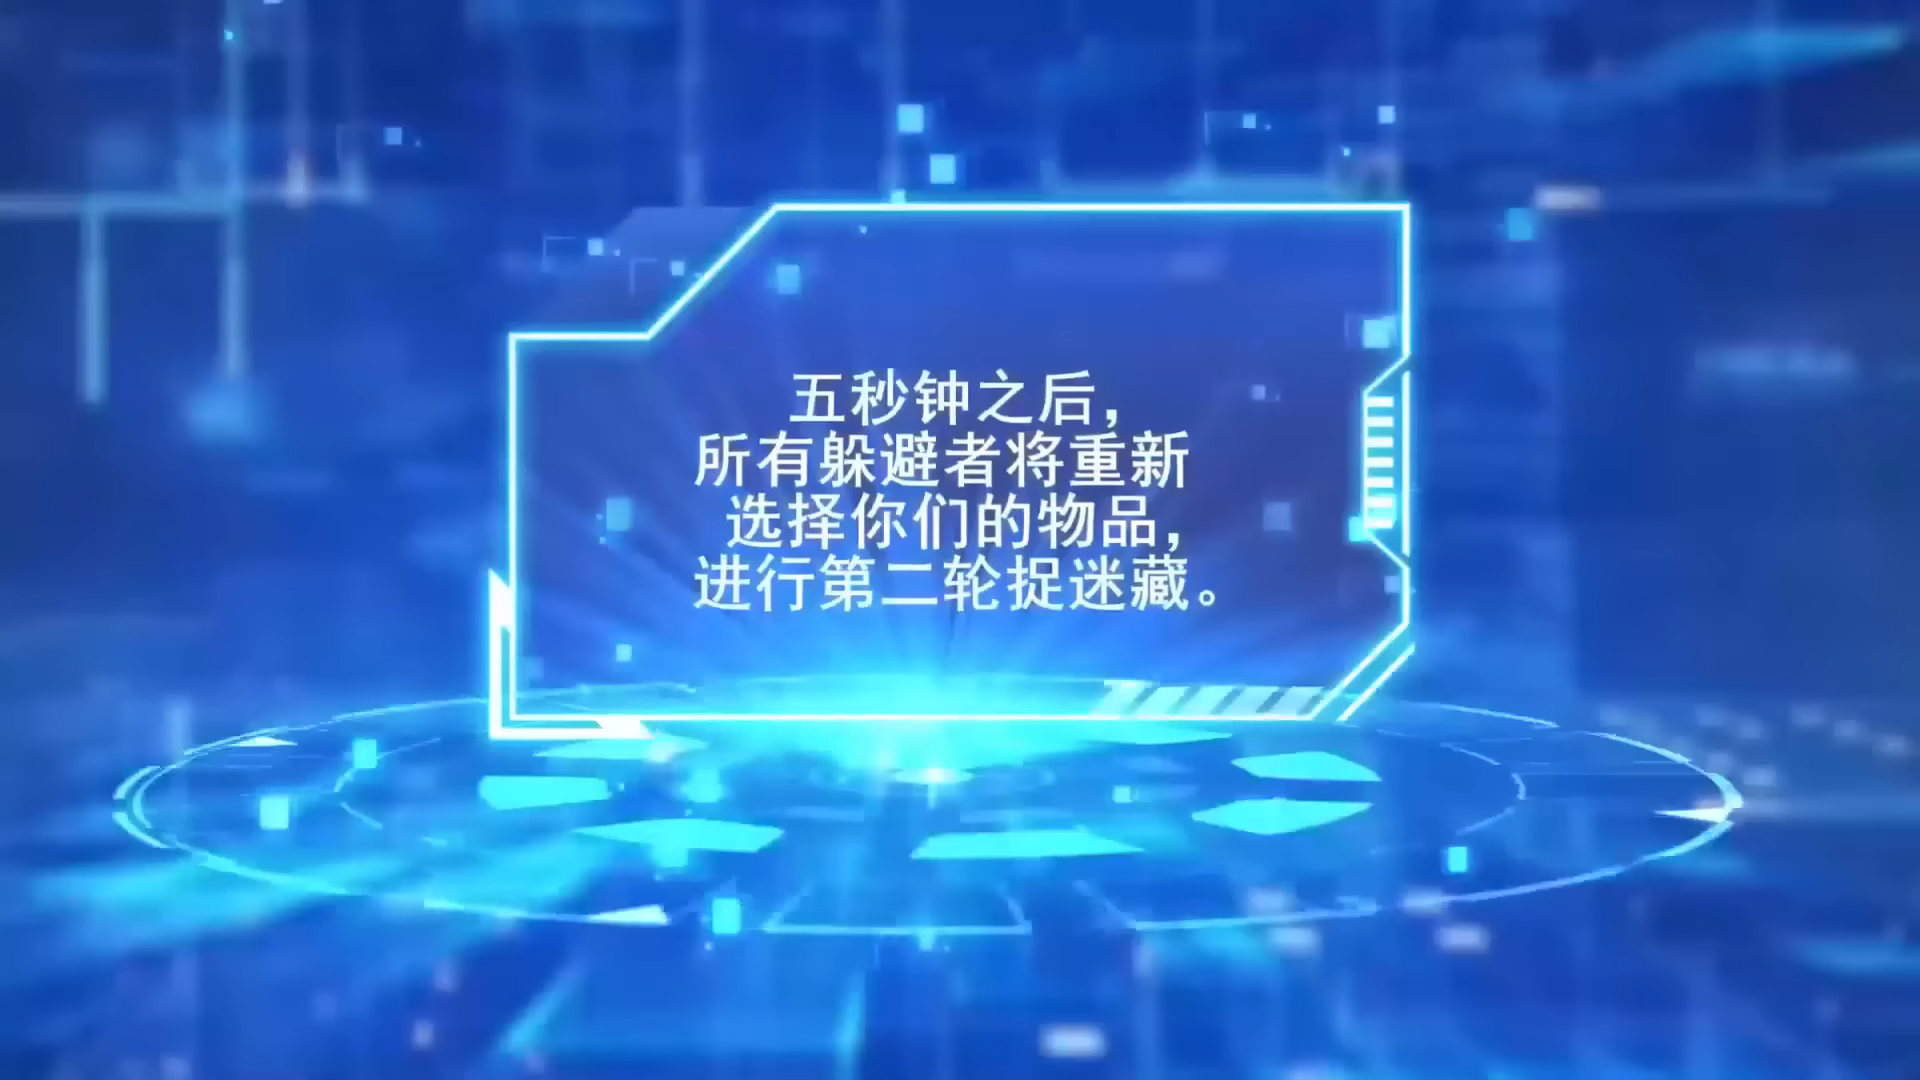 五秒钟之后，
所有躲避者将重新
选择你们的物品，
进行第二轮捉迷藏。